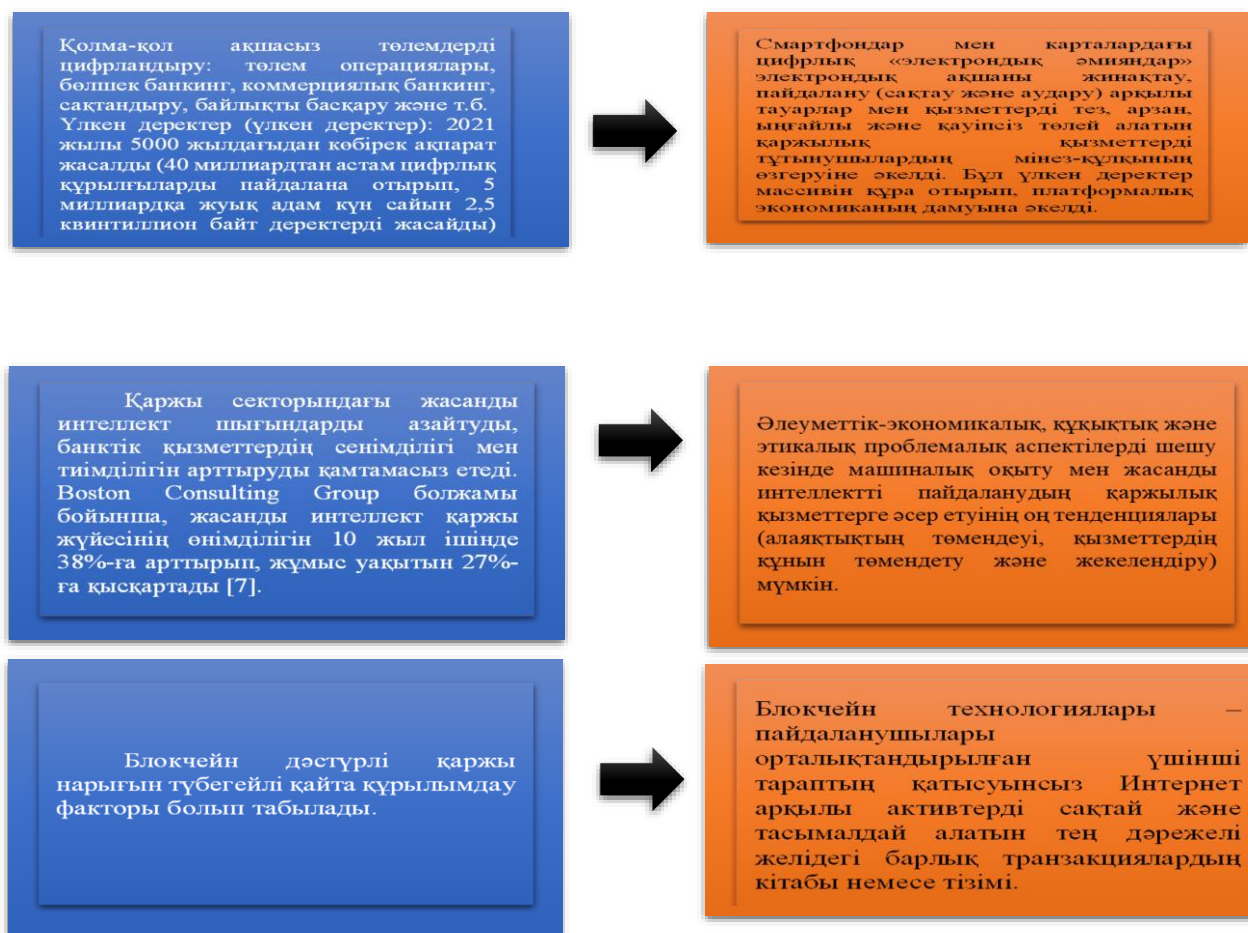 Қолма-қол ақшасыз төлемдерді
цифрландыру: төлем операциялары,
бөлшек банкинг, коммерциялық банкинг,
сақтандыру, байлықты басқару және т.б.
Үлкен деректер (үлкен деректер): 2021
жылы 5000 жылдағыдан көбірек ақпарат
жасалды (40 миллиардтан астам цифрлық
құрылғыларды пайдалана отырып, 5
миллиардқа жуық адам күн сайын 2,5
квинтиллион байт деректерді жасайды)
Смартфондар мен карталардағы
цифрлық «электрондық әмияндар»
электрондық ақшаны жинақтау,
пайдалану (сақтау және аудару) арқылы
тауарлар мен қызметтерді тез, арзан,
ыңғайлы және қауіпсіз төлей алатын
қаржылық қызметтерді
тұтынушылардың мінез-құлқының
өзгеруіне әкелді. Бұл үлкен деректер
массивін құра отырып, платформалық
экономиканың дамуына әкелді.
Қаржы секторындағы жасанды
интеллект шығындарды азайтуды,
банктік қызметтердің сенімділігі мен
тиімділігін арттыруды қамтамасыз етеді.
Boston Consulting Group болжамы
бойынша, жасанды интеллект қаржы
жүйесінің өнімділігін 10 жыл ішінде
38%-ға арттырып, жұмыс уақытын 27%-
ға қысқартады [7].
Әлеуметтік-экономикалық, құқықтық және
этикалық проблемалық аспектілерді шешу
кезінде машиналық оқыту мен жасанды
интеллектті пайдаланудың қаржылық
қызметтерге әсер етуінің оң тенденциялары
(алаяқтықтың төмендеуі, қызметтердің
құнын төмендету және жекелендіру)
мүмкін.
Блокчейн дәстүрлі қаржы
нарығын түбегейлі қайта құрылымдау
факторы болып табылады.
Блокчейн технологиялары –
пайдаланушылары
орталықтандырылған үшінші
тараптың қатысуынсыз Интернет
арқылы активтерді сақтай және
тасымалдай алатын тең дәрежелі
желідегі барлық транзакциялардың
кітабы немесе тізімі.